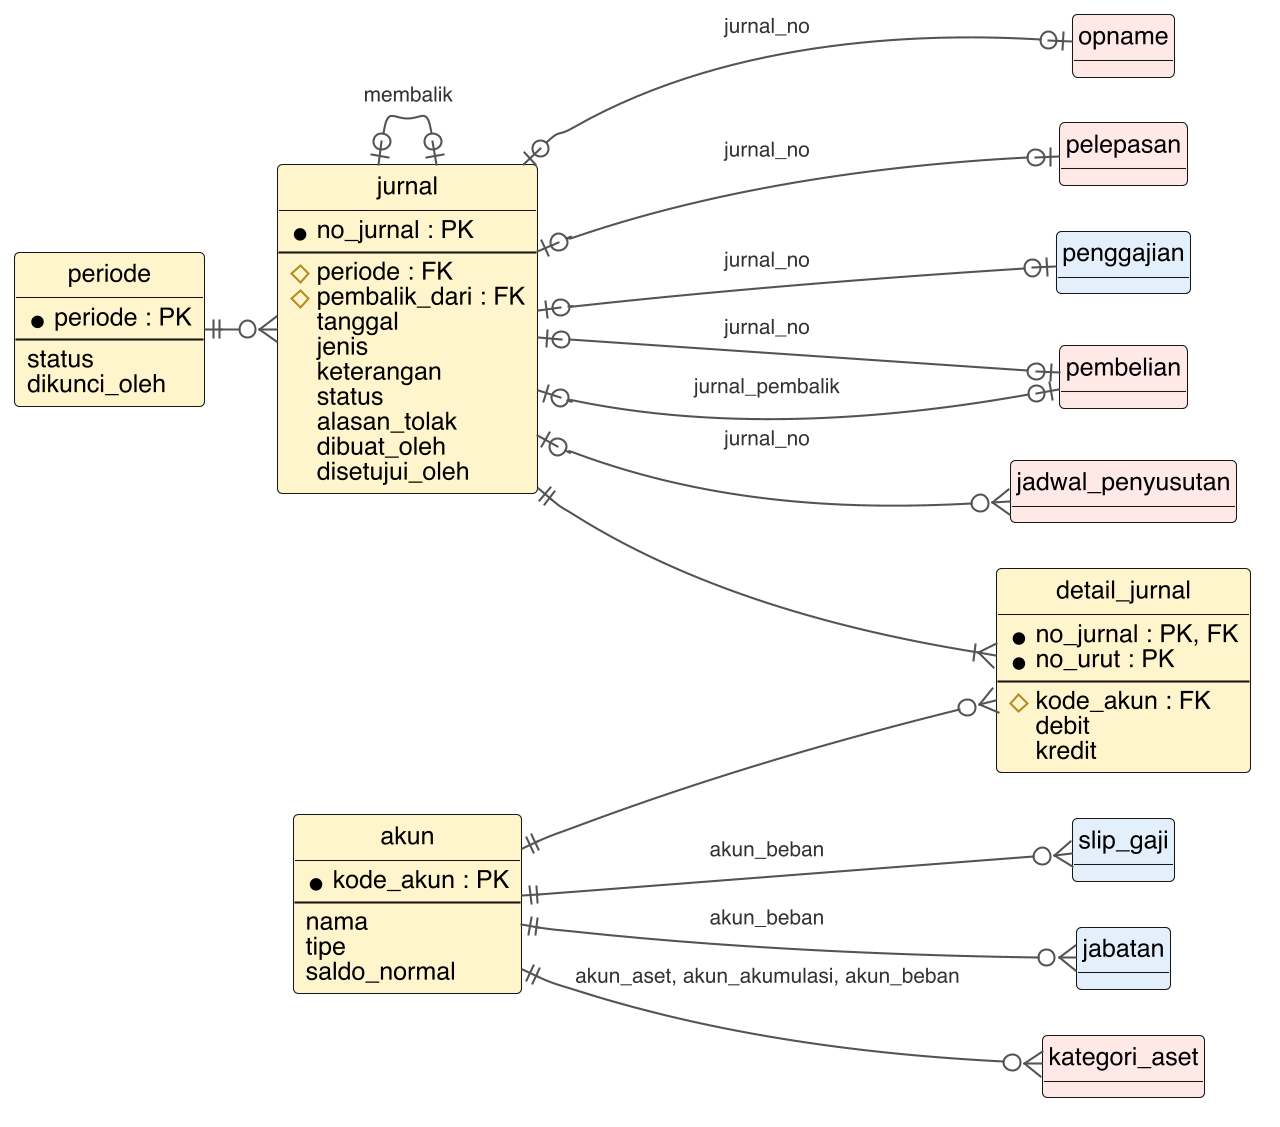 jurnal_no
opname
membalik
jurnal_no
pelepasan
jurnal
no_jurnal : PK
periode : FK
pembalik_dari : FK
tanggal
jenis
keterangan
status
alasan_tolak
dibuat_oleh
disetujui_oleh
periode
periode : PK
status
dikunci_oleh
jurnal_no
penggajian
jurnal_no
pembelian
jurnal_pembalik
jurnal_no
jadwal_penyusutan
detail_jurnal
no_jurnal : PK, FK
no_urut : PK
kode_akun : FK
debit
kredit
akun
kode_akun : PK
nama
tipe
saldo_normal
akun_beban
slip_gaji
akun_beban
jabatan
akun_aset, akun_akumulasi, akun_beban
kategori_aset